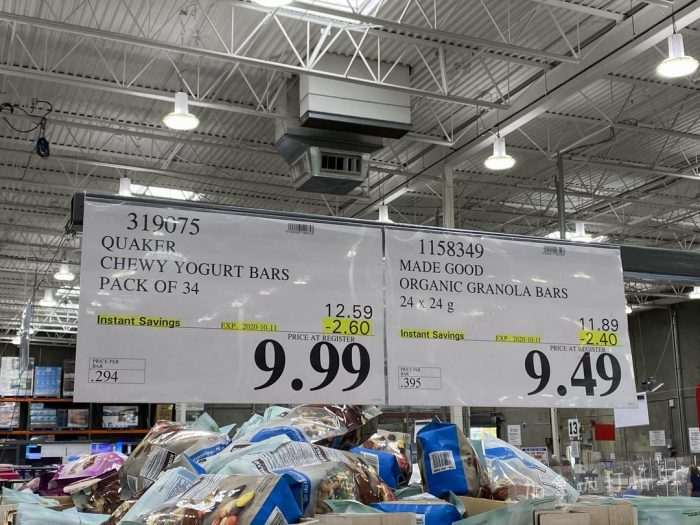 319075
QUAKER
CHEWY YOGURT BARS
PACK OF 34
12.59
Instant Savings EXP. 2020-10-11 -2.60
PRICE AT REGISTER
PRICE PER
BAR
.294
9.99
1158349
MADE GOOD
ORGANIC GRANOLA BARS
24 x 24 g
11.89
Instant Savings EXP. 2020-10-11 -2.40
PRICE AT REGISTER
PRICE PER
BAR
.395
9.49
13